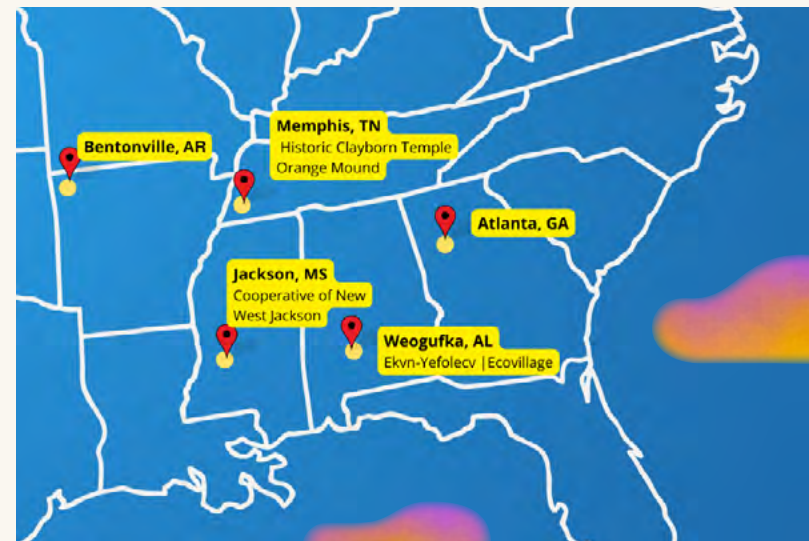 Memphis, TN
Historic Clayborn Temple
Orange Mound
Bentonville, AR
Atlanta, GA
Jackson, MS
Cooperative of New
West Jackson
Weogufka, AL
Ekvn-Yefolecv |Ecovillage